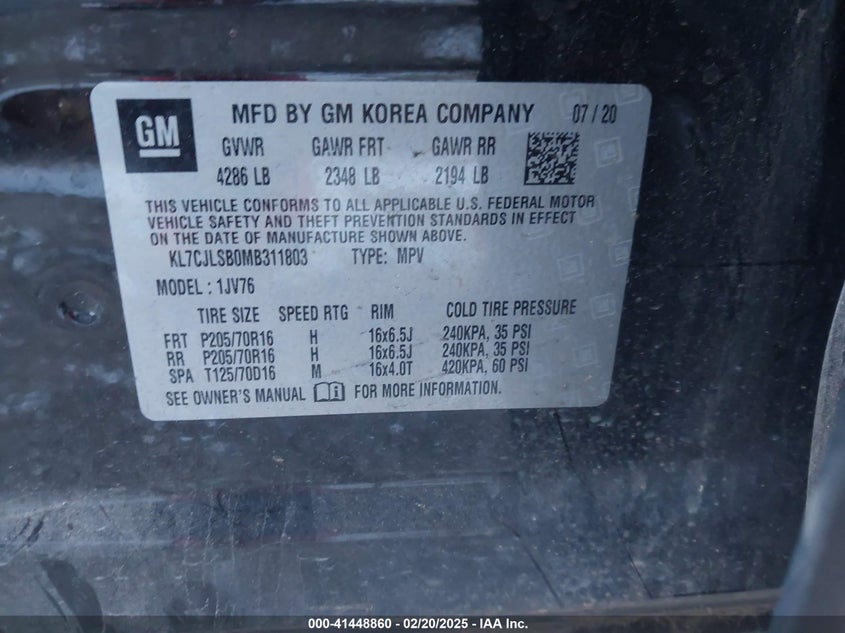 GM MFD BY GM KOREA COMPANY 07 / 20
GVWR GAWR FRT GAWR RR
4286 LB 2348 LB 2194 LB
THIS VEHICLE CONFORMS TO ALL APPLICABLE U.S. FEDERAL MOTOR
VEHICLE SAFETY AND THEFT PREVENTION STANDARDS IN EFFECT
ON THE DATE OF MANUFACTURE SHOWN ABOVE.
KL7CJLSB0MB311803 TYPE: MPV
MODEL : 1JV76
TIRE SIZE SPEED RTG RIM COLD TIRE PRESSURE
FRT P205/70R16 H 16x6.5J 240KPA, 35 PSI
RR P205/70R16 H 16x6.5J 240KPA, 35 PSI
SPA T125/70D16 M 16x4.0T 420KPA, 60 PSI
SEE OWNER'S MANUAL FOR MORE INFORMATION.
000-41448860 - 02/20/2025 - IAA Inc.